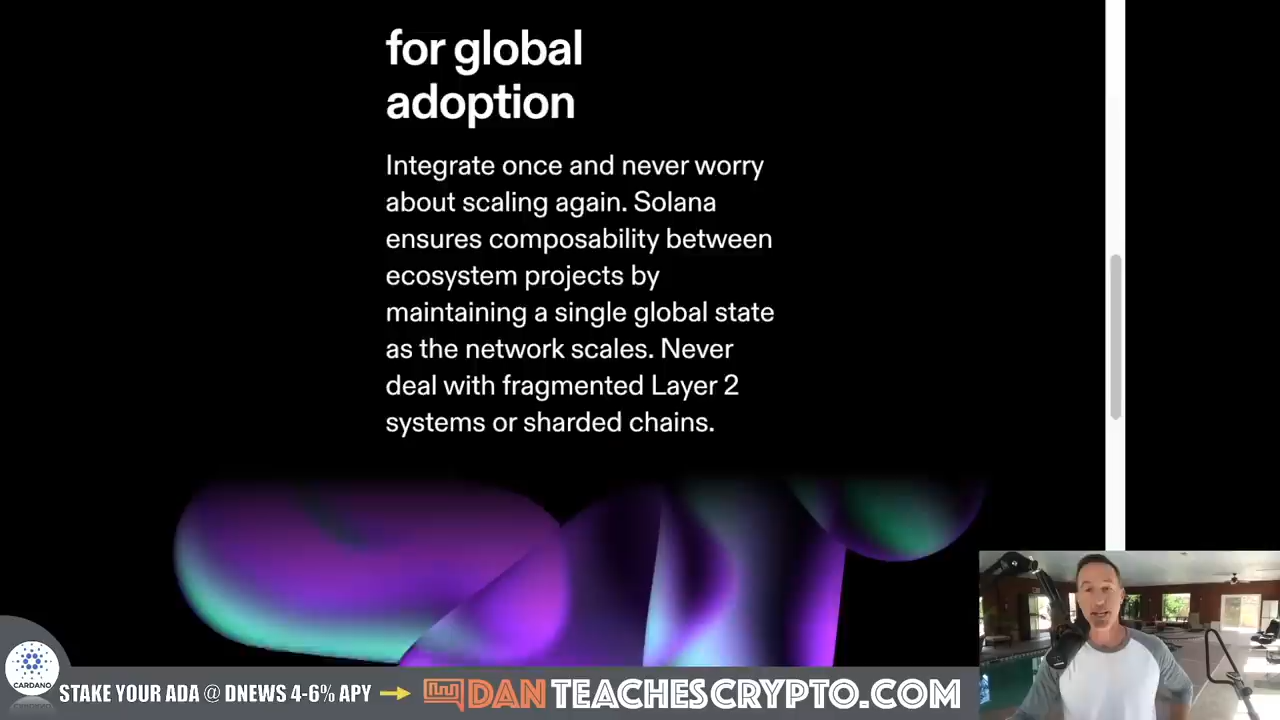 for global
adoption
Integrate once and never worry
about scaling again. Solana
ensures composability between
ecosystem projects by
maintaining a single global state
as the network scales. Never
deal with fragmented Layer 2
systems or sharded chains.
CARDANO
STAKE YOUR ADA @ DNEWS 4-6% APY
DANTEACHESCRYPTO.COM